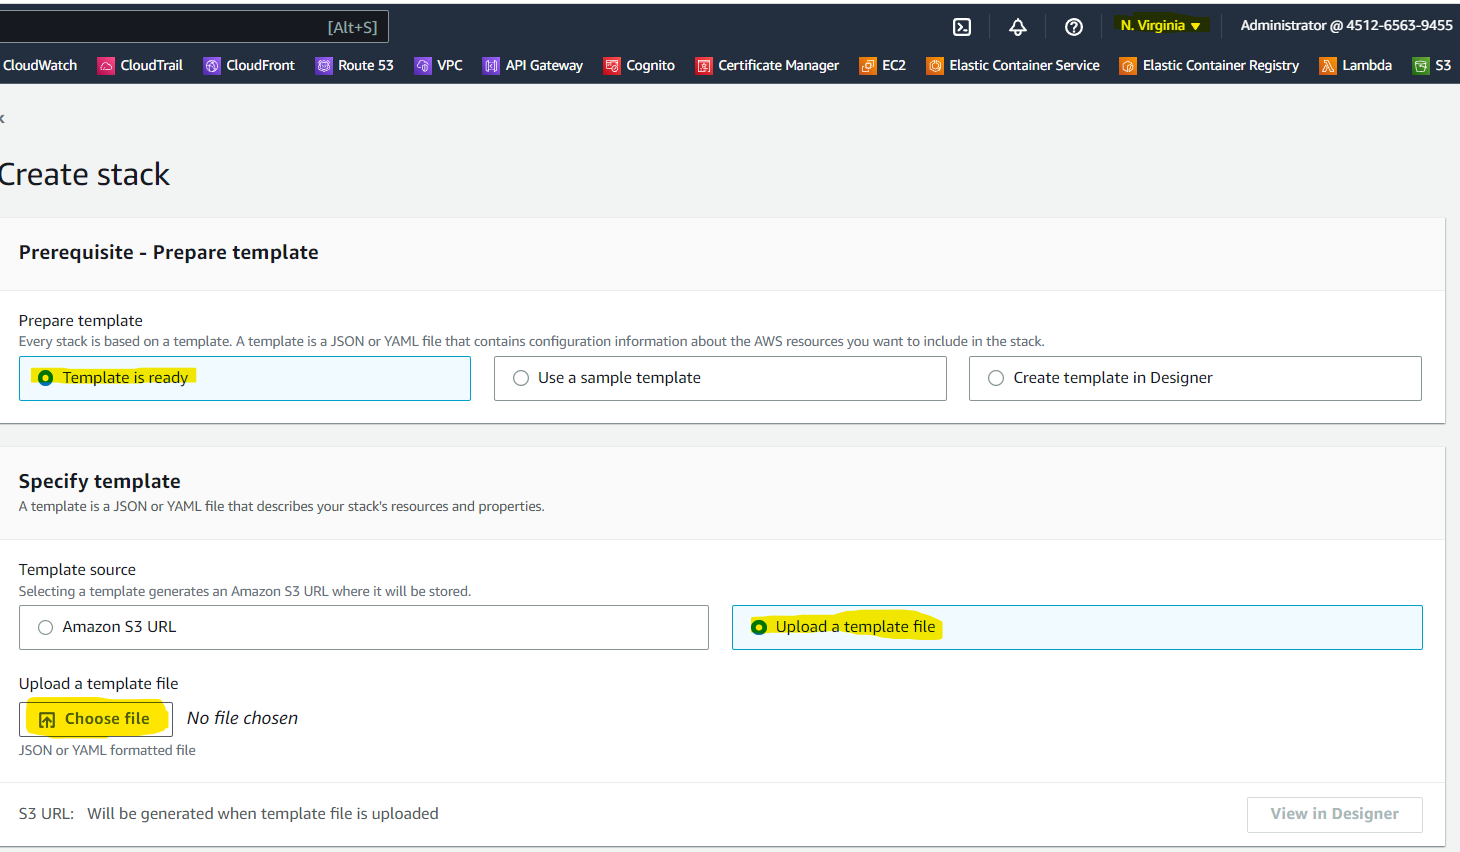 [Alt+S] N. Virginia Administrator @ 4512-6563-9455
CloudWatch CloudTrail CloudFront Route 53 VPC API Gateway Cognito Certificate Manager EC2 Elastic Container Service Elastic Container Registry Lambda S3
Create stack
Prerequisite - Prepare template
Prepare template
Every stack is based on a template. A template is a JSON or YAML file that contains configuration information about the AWS resources you want to include in the stack.
Template is ready Use a sample template Create template in Designer
Specify template
A template is a JSON or YAML file that describes your stack's resources and properties.
Template source
Selecting a template generates an Amazon S3 URL where it will be stored.
Amazon S3 URL Upload a template file
Upload a template file
Choose file No file chosen
JSON or YAML formatted file
S3 URL: Will be generated when template file is uploaded View in Designer